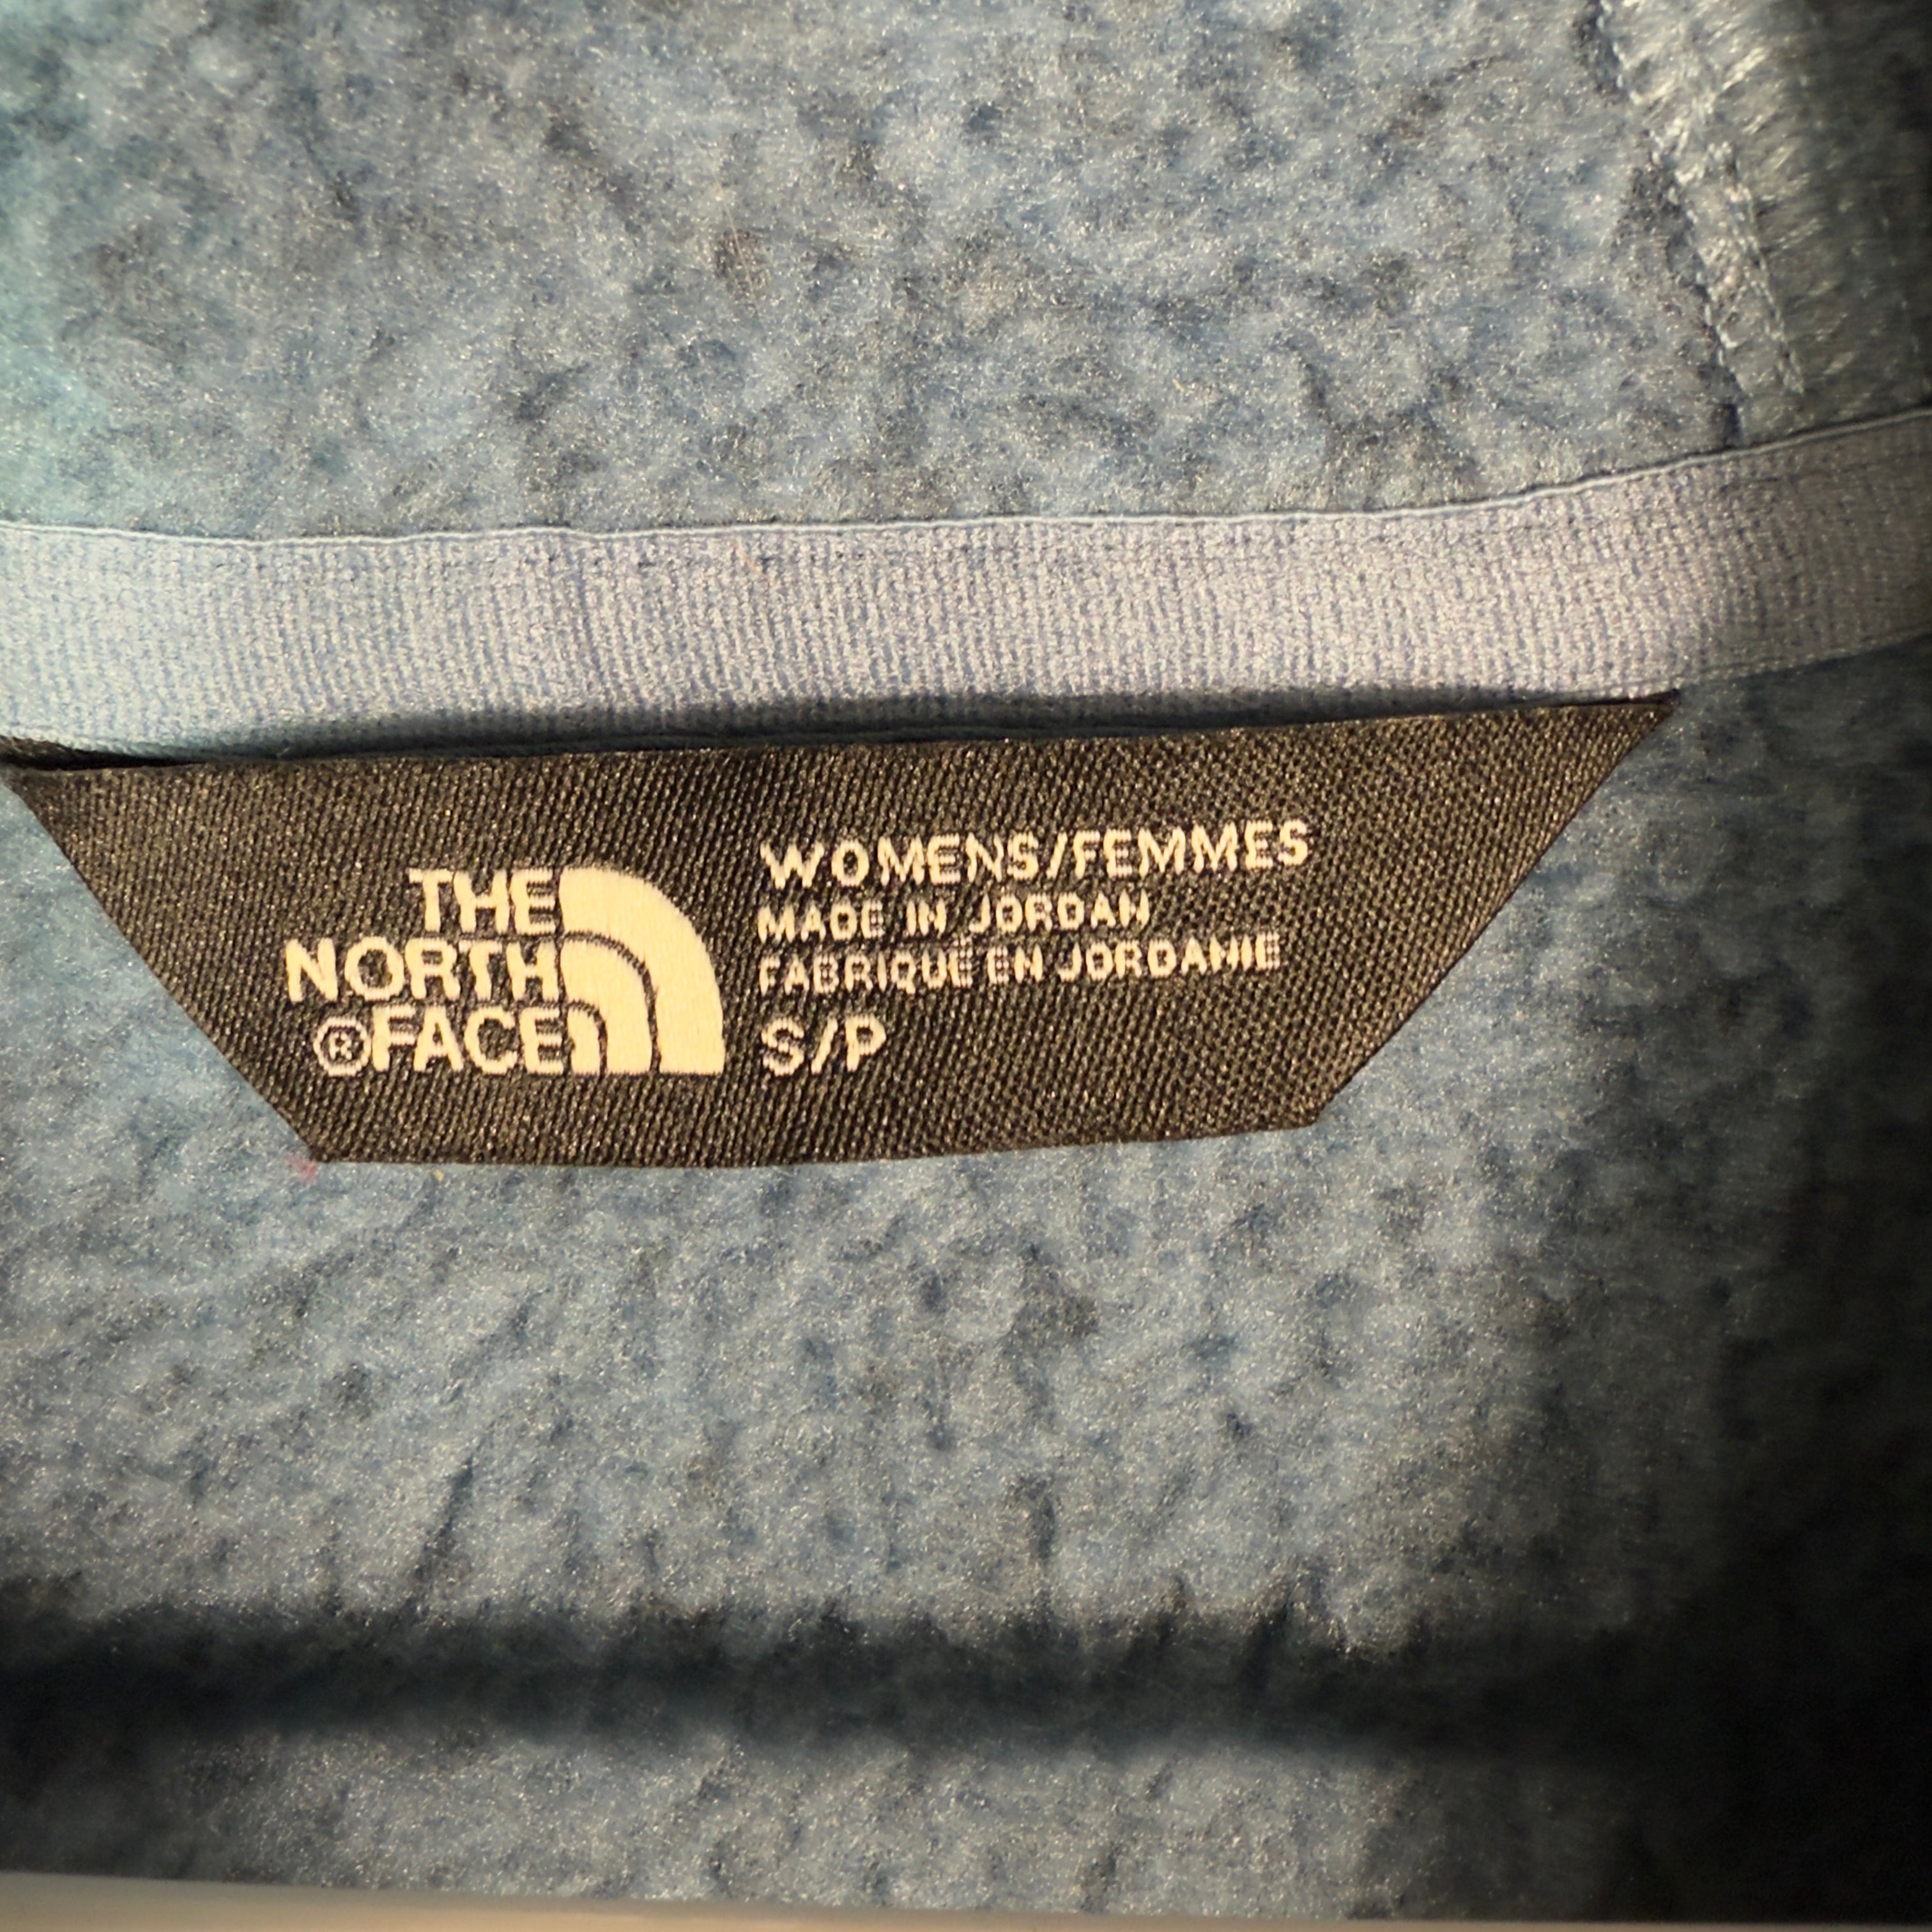 THE
NORTH
®FACE
WOMENS/FEMMES
MADE IN JORDAN
FABRIQUÉ EN JORDANIE
S/P